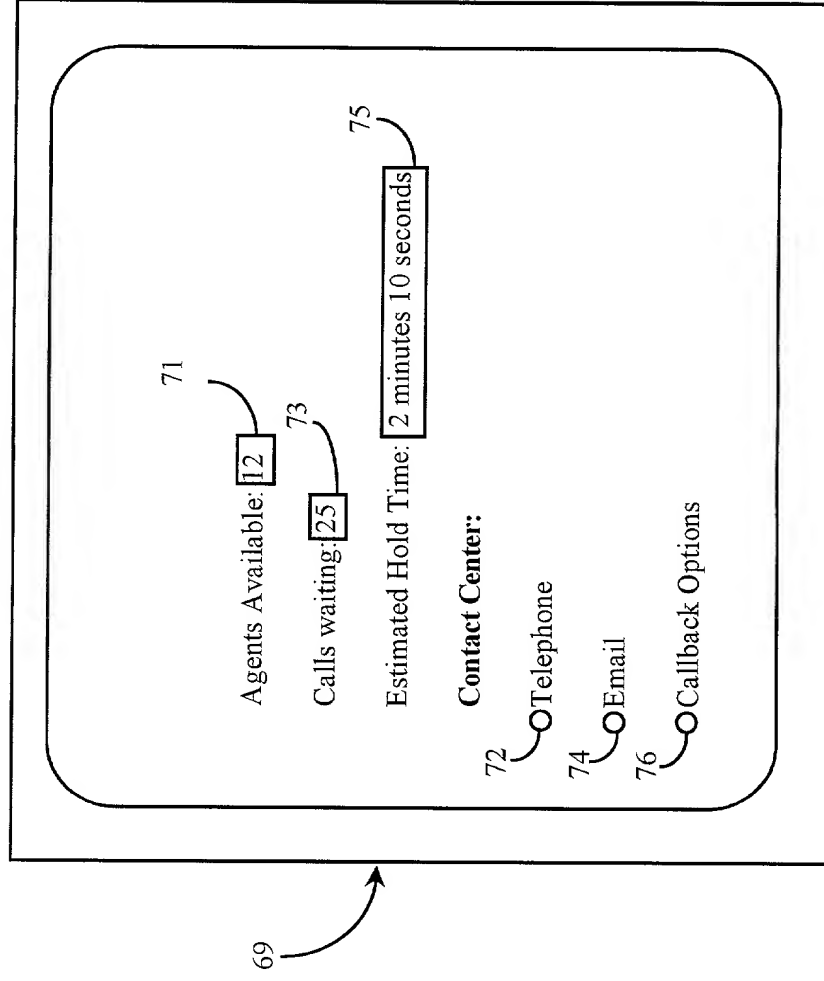 71
Agents Available: 12
73
Calls waiting: 25
75
Estimated Hold Time: 2 minutes 10 seconds
Contact Center:
72
Telephone
74
Email
76
Callback Options
69